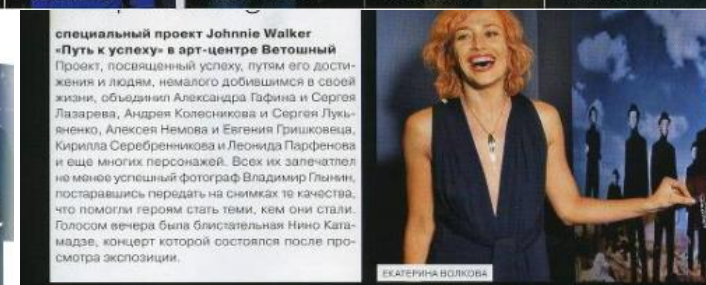 специальный проект Johnnie Walker
«Путь к успеху» в арт-центре Ветошный
Проект, посвященный успеху, путям его дости-
жения и людям, немалого добившимся в своей
жизни, объединил Александра Гафина и Сергея
Лазарева, Андрея Колесникова и Сергея Лукь-
яненко, Алексея Немова и Евгения Гришковеца,
Кирилла Серебренникова и Леонида Парфенова
и еще многих персонажей. Всех их запечатлел
не менее успешный фотограф Владимир Глынин,
постаравшись передать на снимках те качества,
что помогли героям стать теми, кем они стали.
Голосом вечера была блистательная Нино Ката-
мадзе, концерт которой состоялся после про-
смотра экспозиции.
ЕКАТЕРИНА ВОЛКОВА